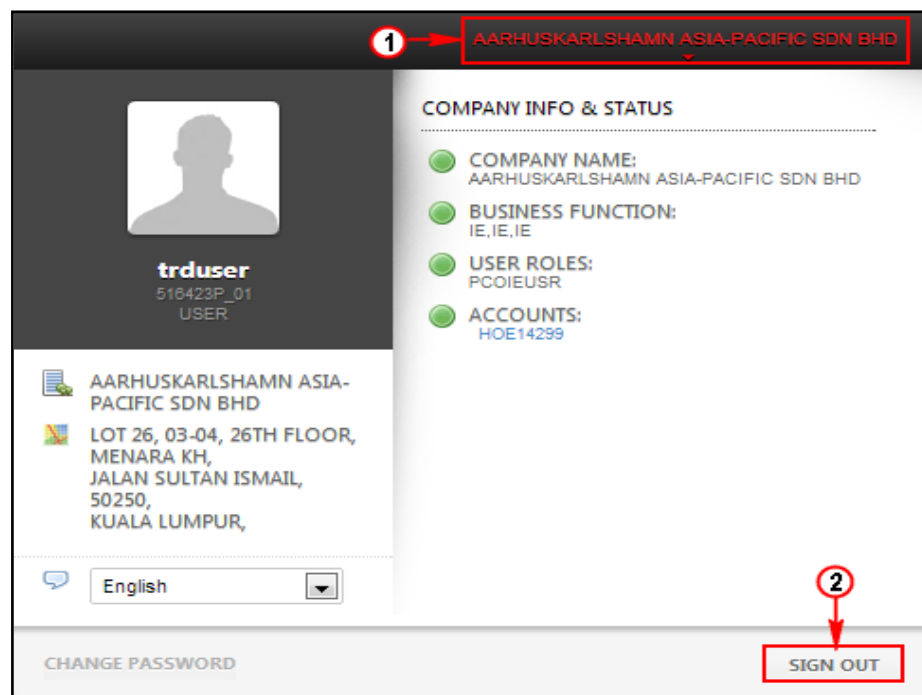 1
AARHUSKARLSHAMN ASIA-PACIFIC SDN BHD
trduser
516423P_01
USER
AARHUSKARLSHAMN ASIA-
PACIFIC SDN BHD
LOT 26, 03-04, 26TH FLOOR,
MENARA KH,
JALAN SULTAN ISMAIL,
50250,
KUALA LUMPUR,
English
COMPANY INFO & STATUS
COMPANY NAME:
AARHUSKARLSHAMN ASIA-PACIFIC SDN BHD
BUSINESS FUNCTION:
IE,IE,IE
USER ROLES:
PCOIEUSR
ACCOUNTS:
HOE14299
2
CHANGE PASSWORD
SIGN OUT